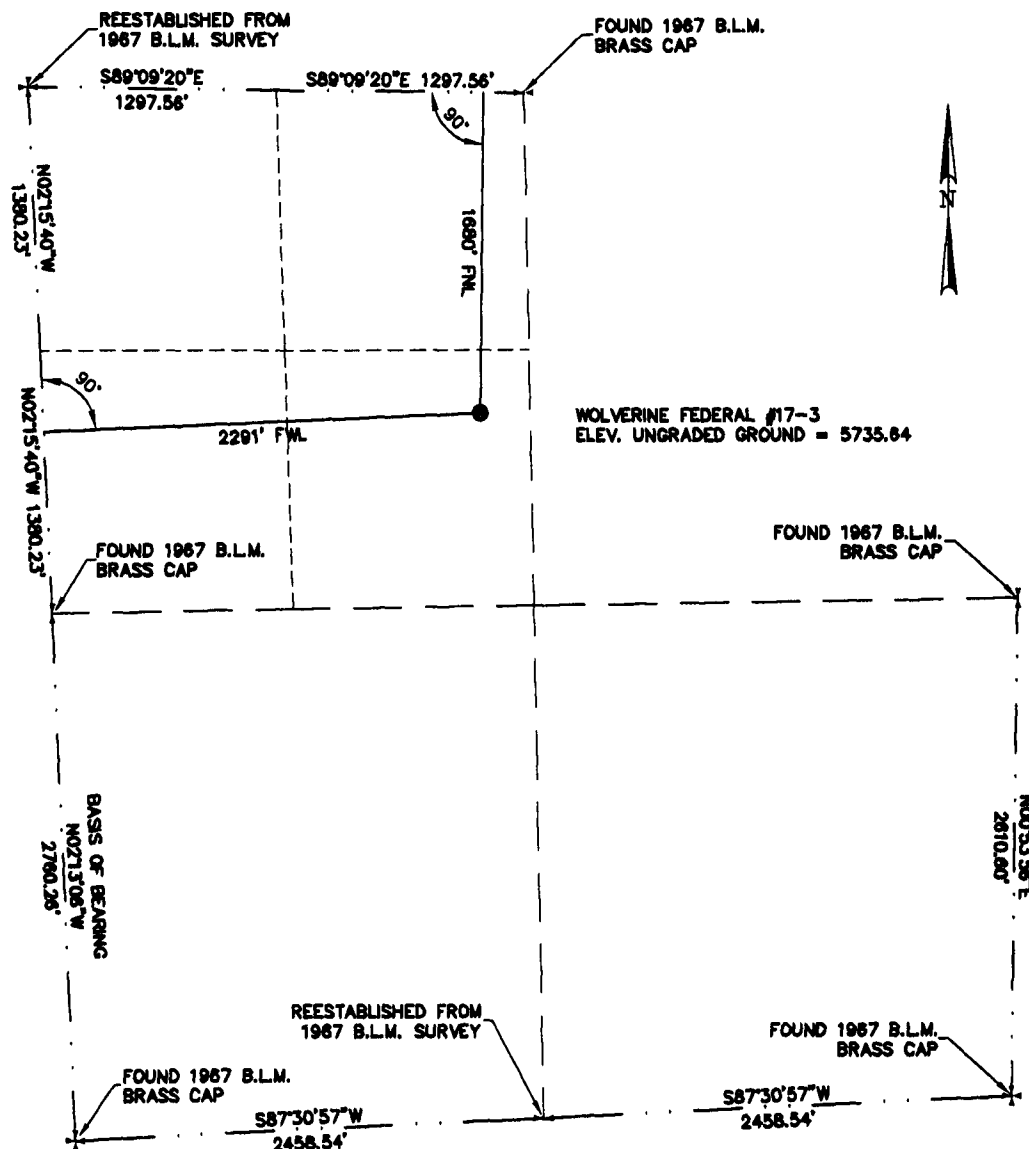 REESTABLISHED FROM
1967 B.L.M. SURVEY
FOUND 1967 B.L.M.
BRASS CAP
S89°09'20"E
1297.56'
S89°09'20"E 1297.56'
90°
N02°15'40"W
1380.23'
1680' FNL
N
90°
2291' FWL
WOLVERINE FEDERAL #17-3
ELEV. UNGRADED GROUND = 5735.64
N02°15'40"W 1380.23'
FOUND 1967 B.L.M.
BRASS CAP
FOUND 1967 B.L.M.
BRASS CAP
BASIS OF BEARING
N02°13'06"W
2760.26'
2610.60'
REESTABLISHED FROM
1967 B.L.M. SURVEY
FOUND 1967 B.L.M.
BRASS CAP
FOUND 1967 B.L.M.
BRASS CAP
S87°30'57"W
2458.54'
S87°30'57"W
2458.54'